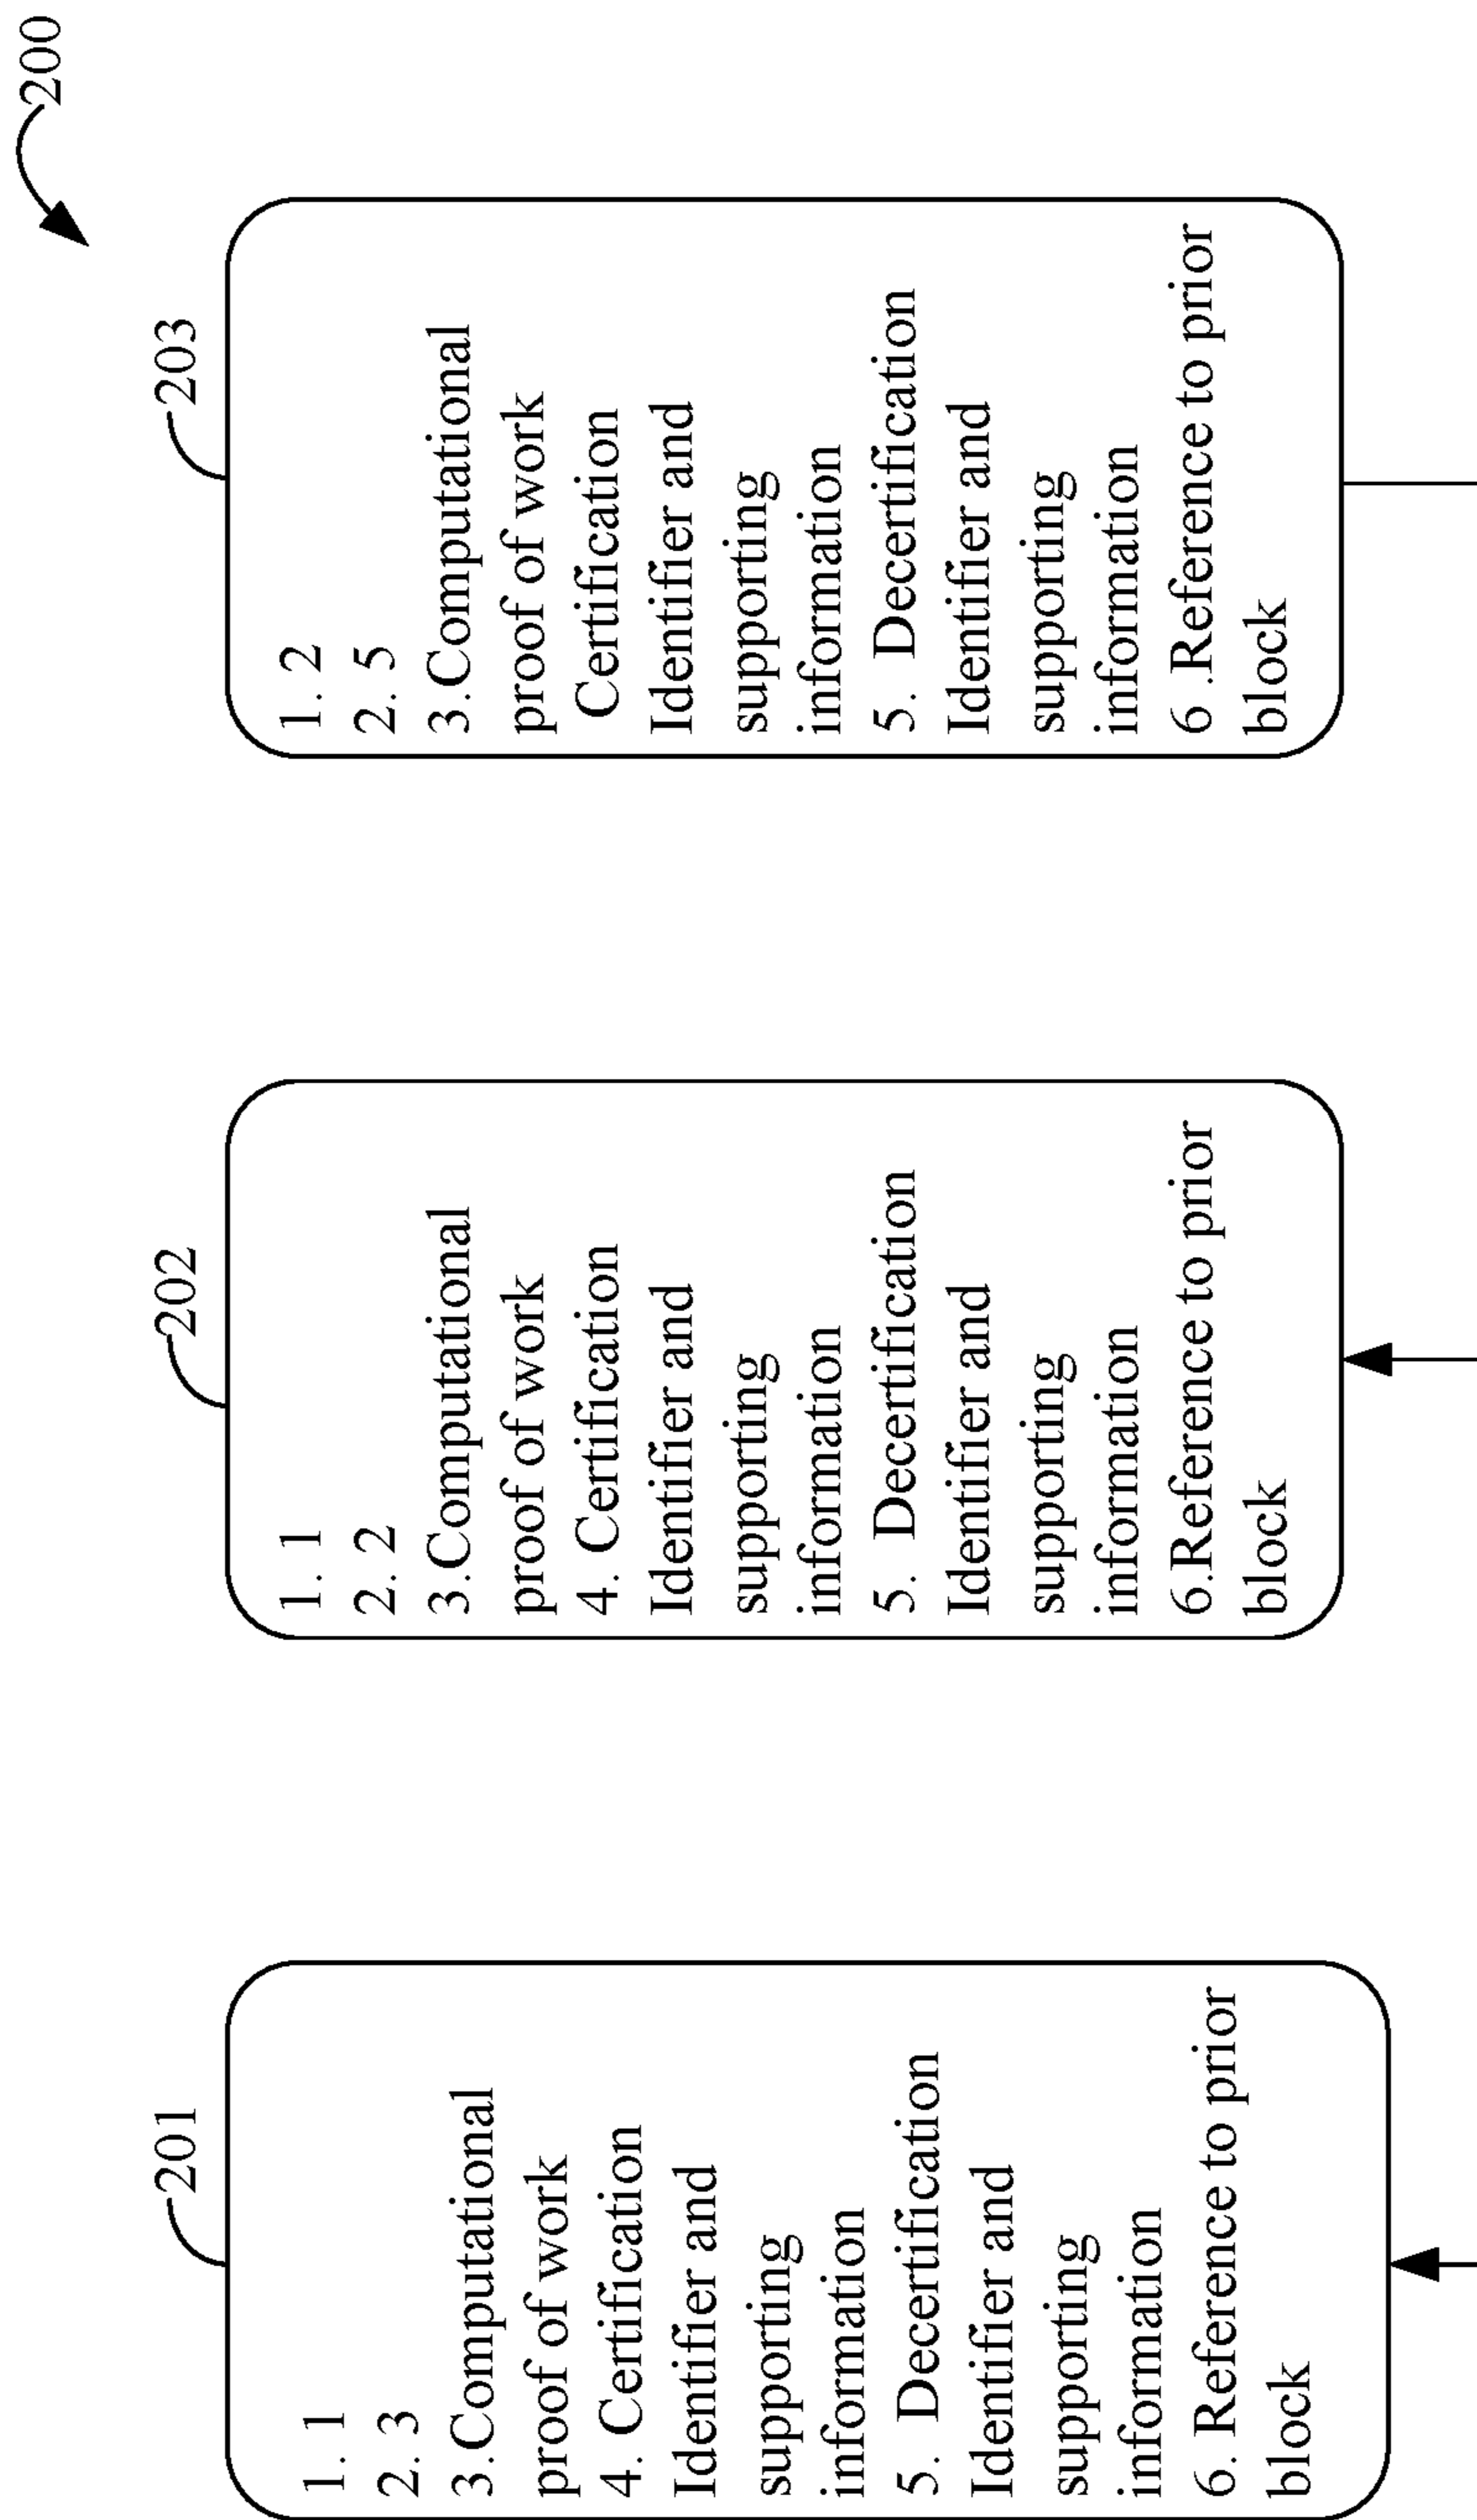 200
201
1. 1
2. 3
3.Computational
proof of work
4. Certification
Identifier and
supporting
information
5. Decertification
Identifier and
supporting
information
6. Reference to prior
block
202
1. 1
2. 2
3.Computational
proof of work
4. Certification
Identifier and
supporting
information
5. Decertification
Identifier and
supporting
information
6.Reference to prior
block
203
1. 2
2. 5
3.Computational
proof of work
Certification
Identifier and
supporting
information
5. Decertification
Identifier and
supporting
information
6 .Reference to prior
block